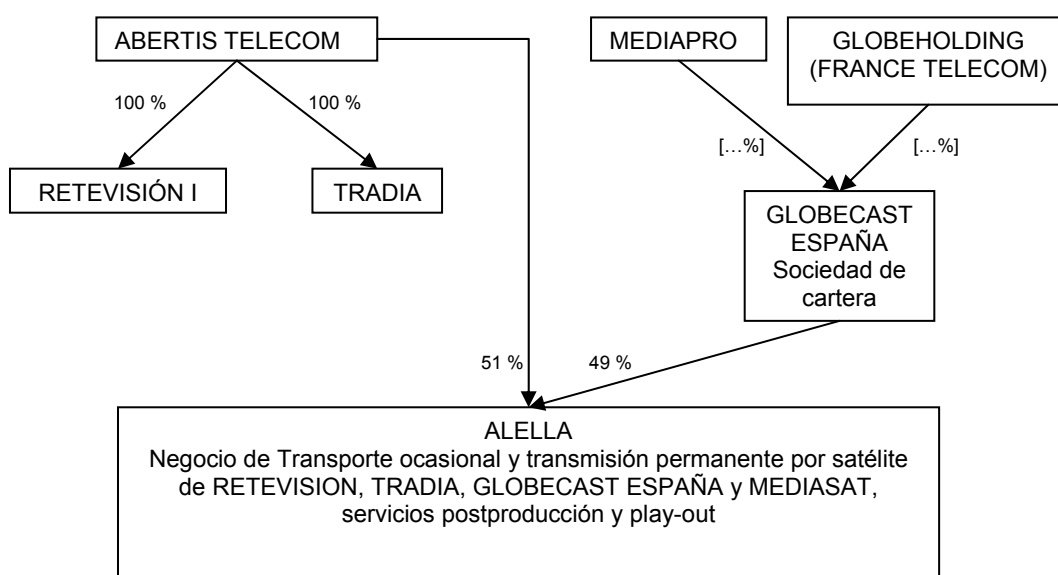 ABERTIS TELECOM
MEDIAPRO
GLOBEHOLDING
(FRANCE TELECOM)
100 %
100 %
[…%]
[…%]
RETEVISIÓN I
TRADIA
GLOBECAST
ESPAÑA
Sociedad de
cartera
51 %
49 %
ALELLA
Negocio de Transporte ocasional y transmisión permanente por satélite
de RETEVISION, TRADIA, GLOBECAST ESPAÑA y MEDIASAT,
servicios postproducción y play-out